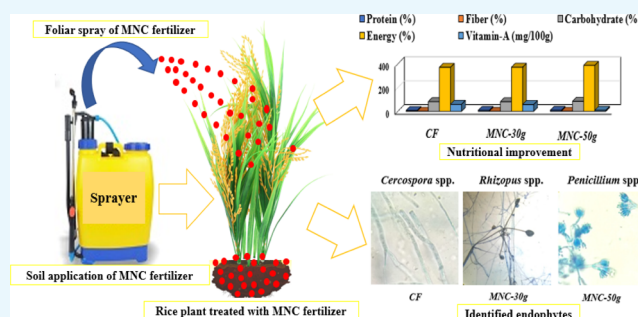 Foliar spray of MNC fertilizer
Sprayer
Soil application of MNC fertilizer
Rice plant treated with MNC fertilizer
Protein (%) Fiber (%) Carbohydrate (%)
Energy (%) Vitamin-A (mg/100g)
400
200
0
CF MNC-30g MNC-50g
Nutritional improvement
Cercospora spp. Rhizopus spp. Penicillium spp
CF MNC-30g MNC-50g
Identified endophytes